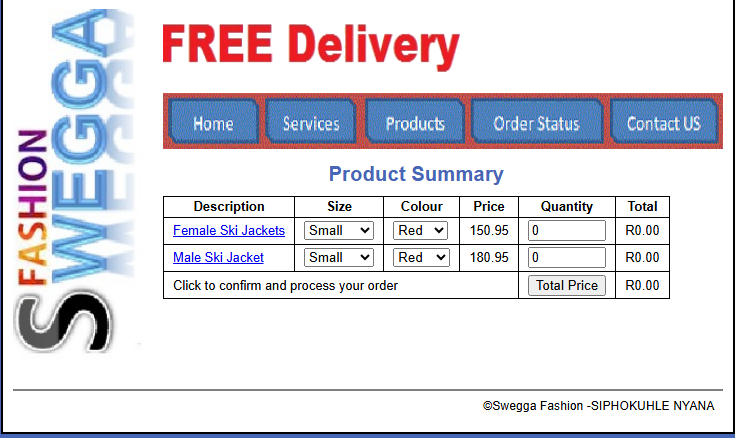 SWEGGA
FASHION
FREE Delivery
Home Services Products Order Status Contact US
Product Summary
Description Size Colour Price Quantity Total
Female Ski Jackets Small Red 150.95 0 R0.00
Male Ski Jacket Small Red 180.95 0 R0.00
Click to confirm and process your order Total Price R0.00
©Swegga Fashion -SIPHOKUHLE NYANA